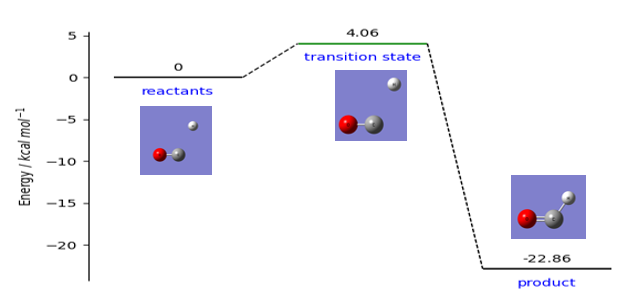 5
4.06
transition state
0
0
reactants
−5
Energy / kcal mol⁻¹
−10
−15
−20
-22.86
product